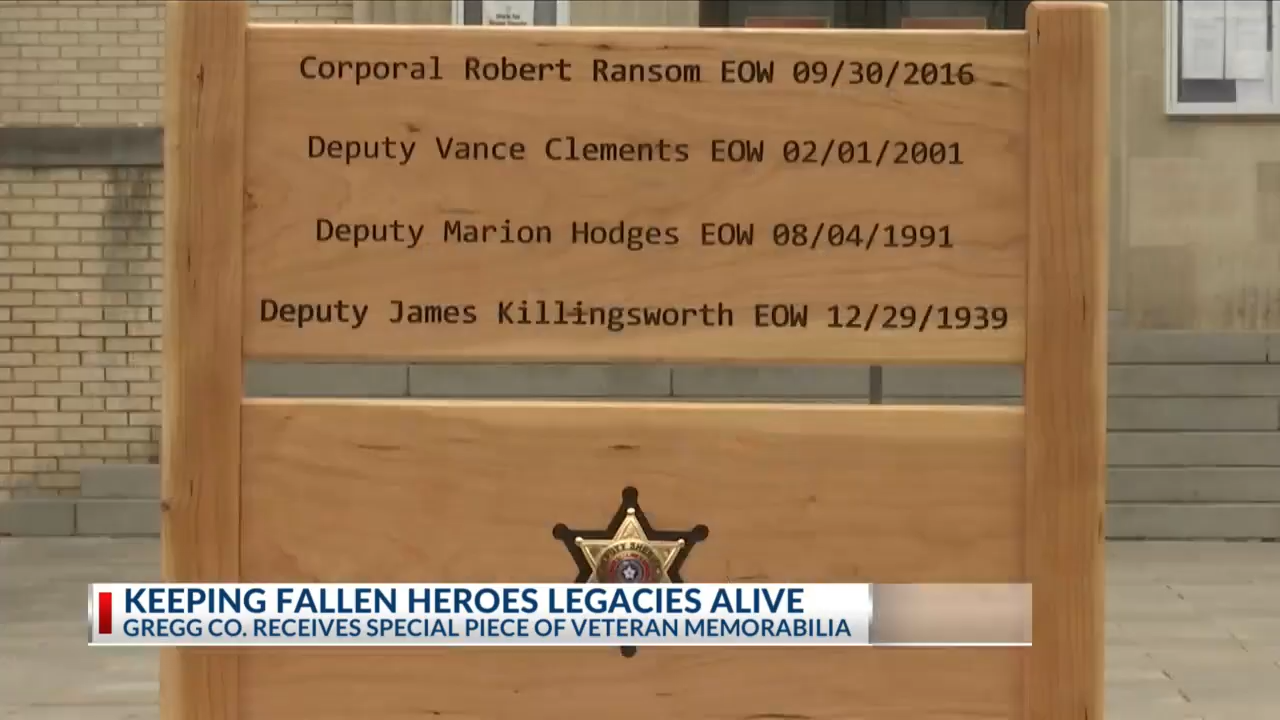 Corporal Robert Ransom EOW 09/30/2016
Deputy Vance Clements EOW 02/01/2001
Deputy Marion Hodges EOW 08/04/1991
Deputy James Killingsworth EOW 12/29/1939
KEEPING FALLEN HEROES LEGACIES ALIVE
GREGG CO. RECEIVES SPECIAL PIECE OF VETERAN MEMORABILIA